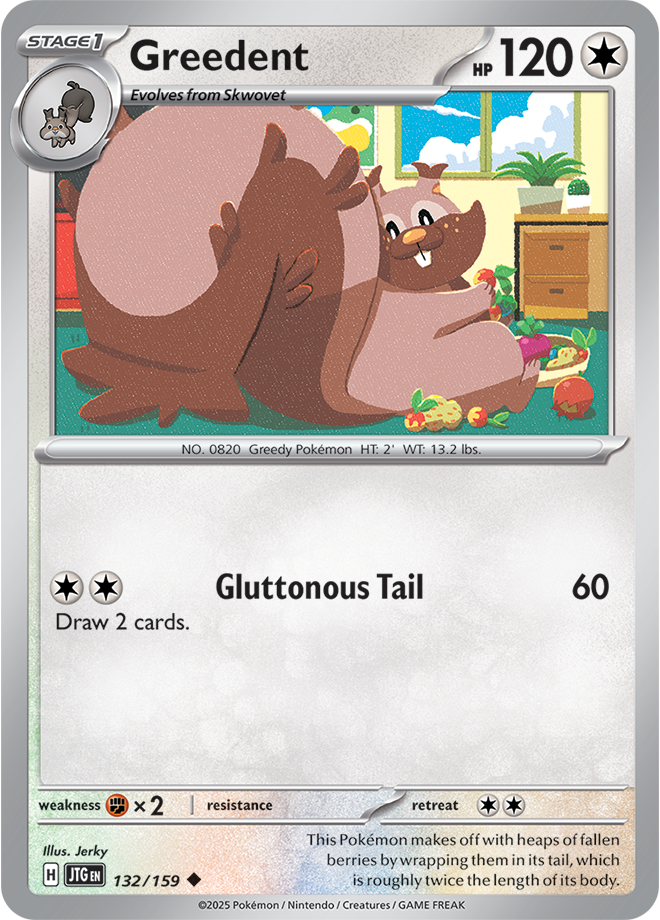 STAGE 1
Greedent
HP 120
Evolves from Skwovet
NO. 0820 Greedy Pokémon HT: 2' WT: 13.2 lbs.
Gluttonous Tail 60
Draw 2 cards.
weakness ×2 resistance retreat
Illus. Jerky
This Pokémon makes off with heaps of fallen
berries by wrapping them in its tail, which
is roughly twice the length of its body.
H JTG EN 132/159
©2025 Pokémon / Nintendo / Creatures / GAME FREAK